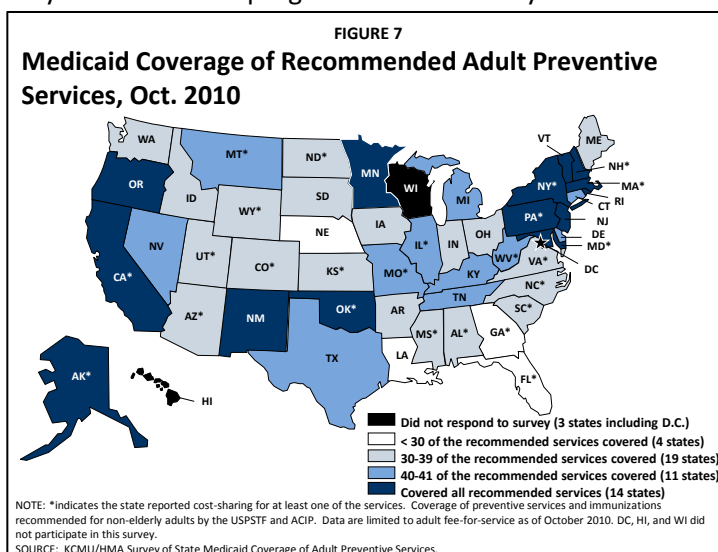 FIGURE 7
Medicaid Coverage of Recommended Adult Preventive
Services, Oct. 2010
WA
MT*
ND*
MN
VT
ME
NH*
OR
ID
SD
WI
NY*
MA*
WY*
MI
RI
CT
IA
PA*
NJ
NE
OH
DE
NV
IL*
IN
MD*
UT*
CO*
WV*
VA*
DC
CA*
KS*
MO*
KY
NC*
TN
AZ*
NM
OK*
AR
SC*
MS*
AL*
GA*
TX
LA
AK*
FL*
HI
Did not respond to survey (3 states including D.C.)
< 30 of the recommended services covered (4 states)
30-39 of the recommended services covered (19 states)
40-41 of the recommended services covered (11 states)
Covered all recommended services (14 states)
NOTE: *indicates the state reported cost-sharing for at least one of the services. Coverage of preventive services and immunizations
recommended for non-elderly adults by the USPSTF and ACIP. Data are limited to adult fee-for-service as of October 2010. DC, HI, and WI did
not participate in this survey.
SOURCE: KCMU/HMA Survey of State Medicaid Coverage of Adult Preventive Services.